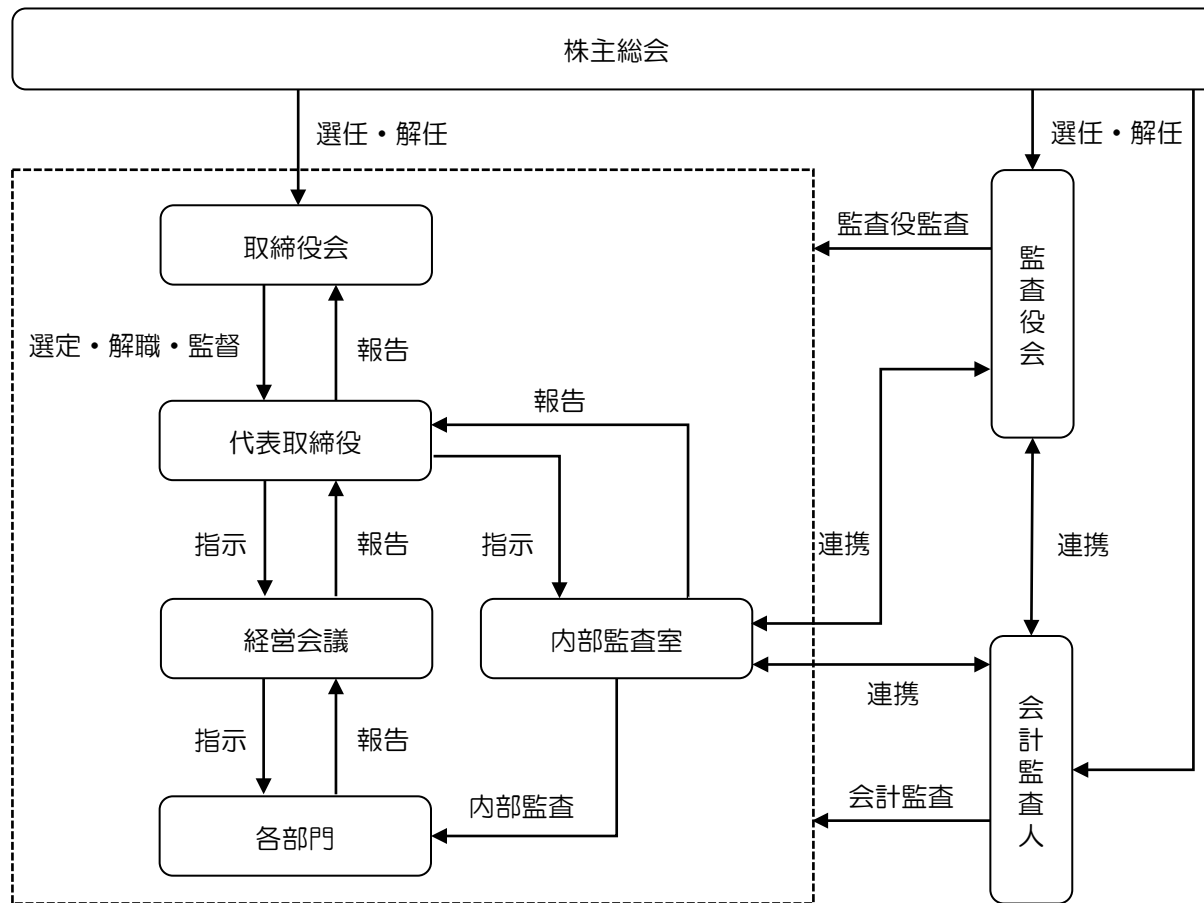 株主総会
選任・解任
選任・解任
取締役会
監査役監査
監査役会
選定・解職・監督
報告
報告
代表取締役
指示
報告
指示
連携
連携
経営会議
内部監査室
連携
会計監査人
指示
報告
内部監査
会計監査
各部門